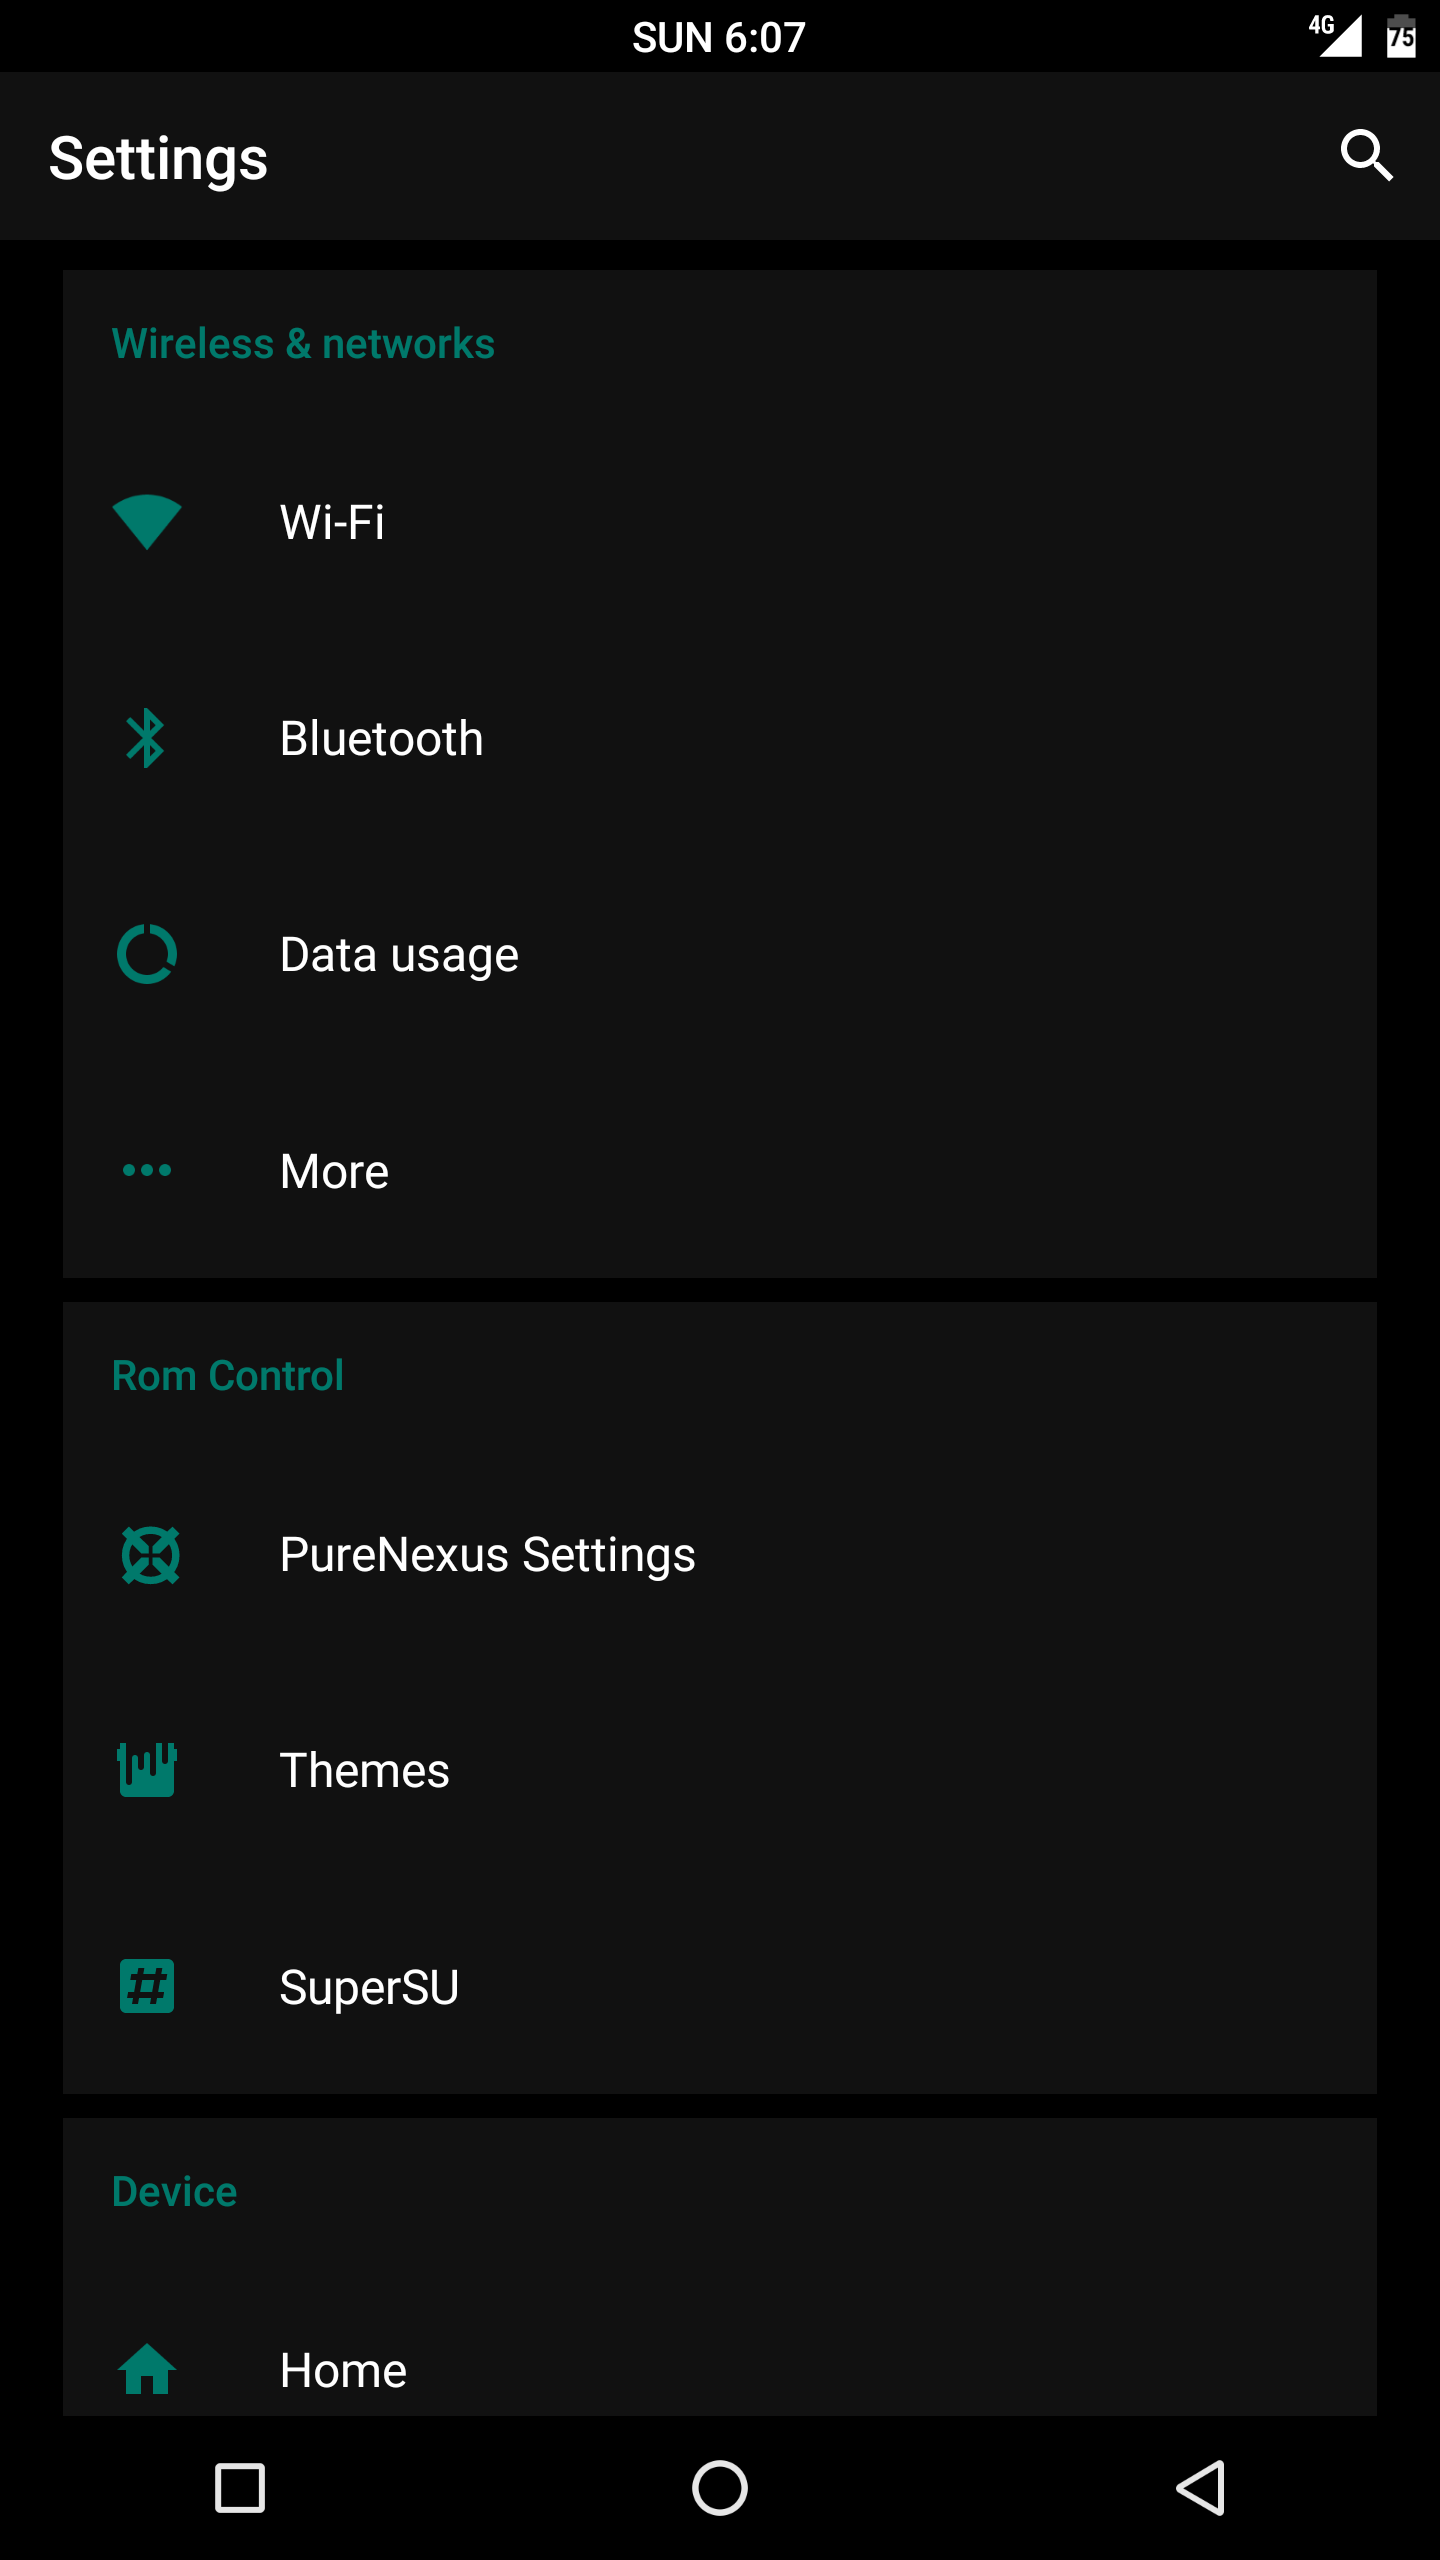 SUN 6:07
4G
75
Settings
Wireless & networks
Wi-Fi
Bluetooth
Data usage
More
Rom Control
PureNexus Settings
Themes
#
SuperSU
Device
Home